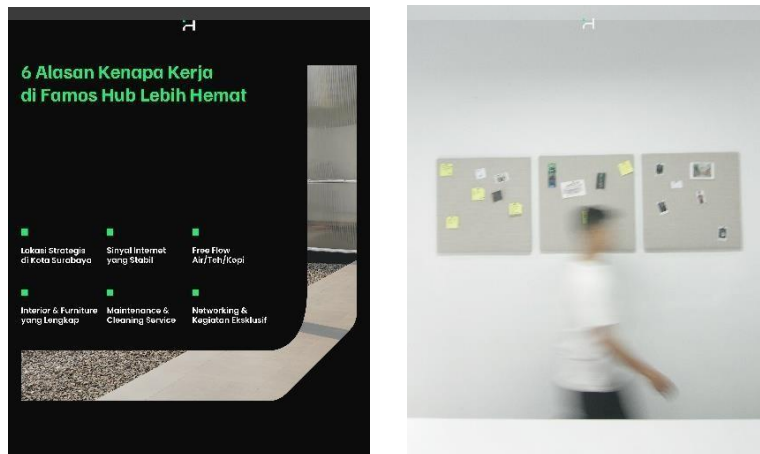 6 Alasan Kenapa Kerja
di Famos Hub Lebih Hemat
Lokasi Strategis
di Kota Surabaya
Sinyal Internet
yang Stabil
Free Flow
Air/Teh/Kopi
Interior & Furniture
yang Lengkap
Maintenance &
Cleaning Service
Networking &
Kegiatan Eksklusif